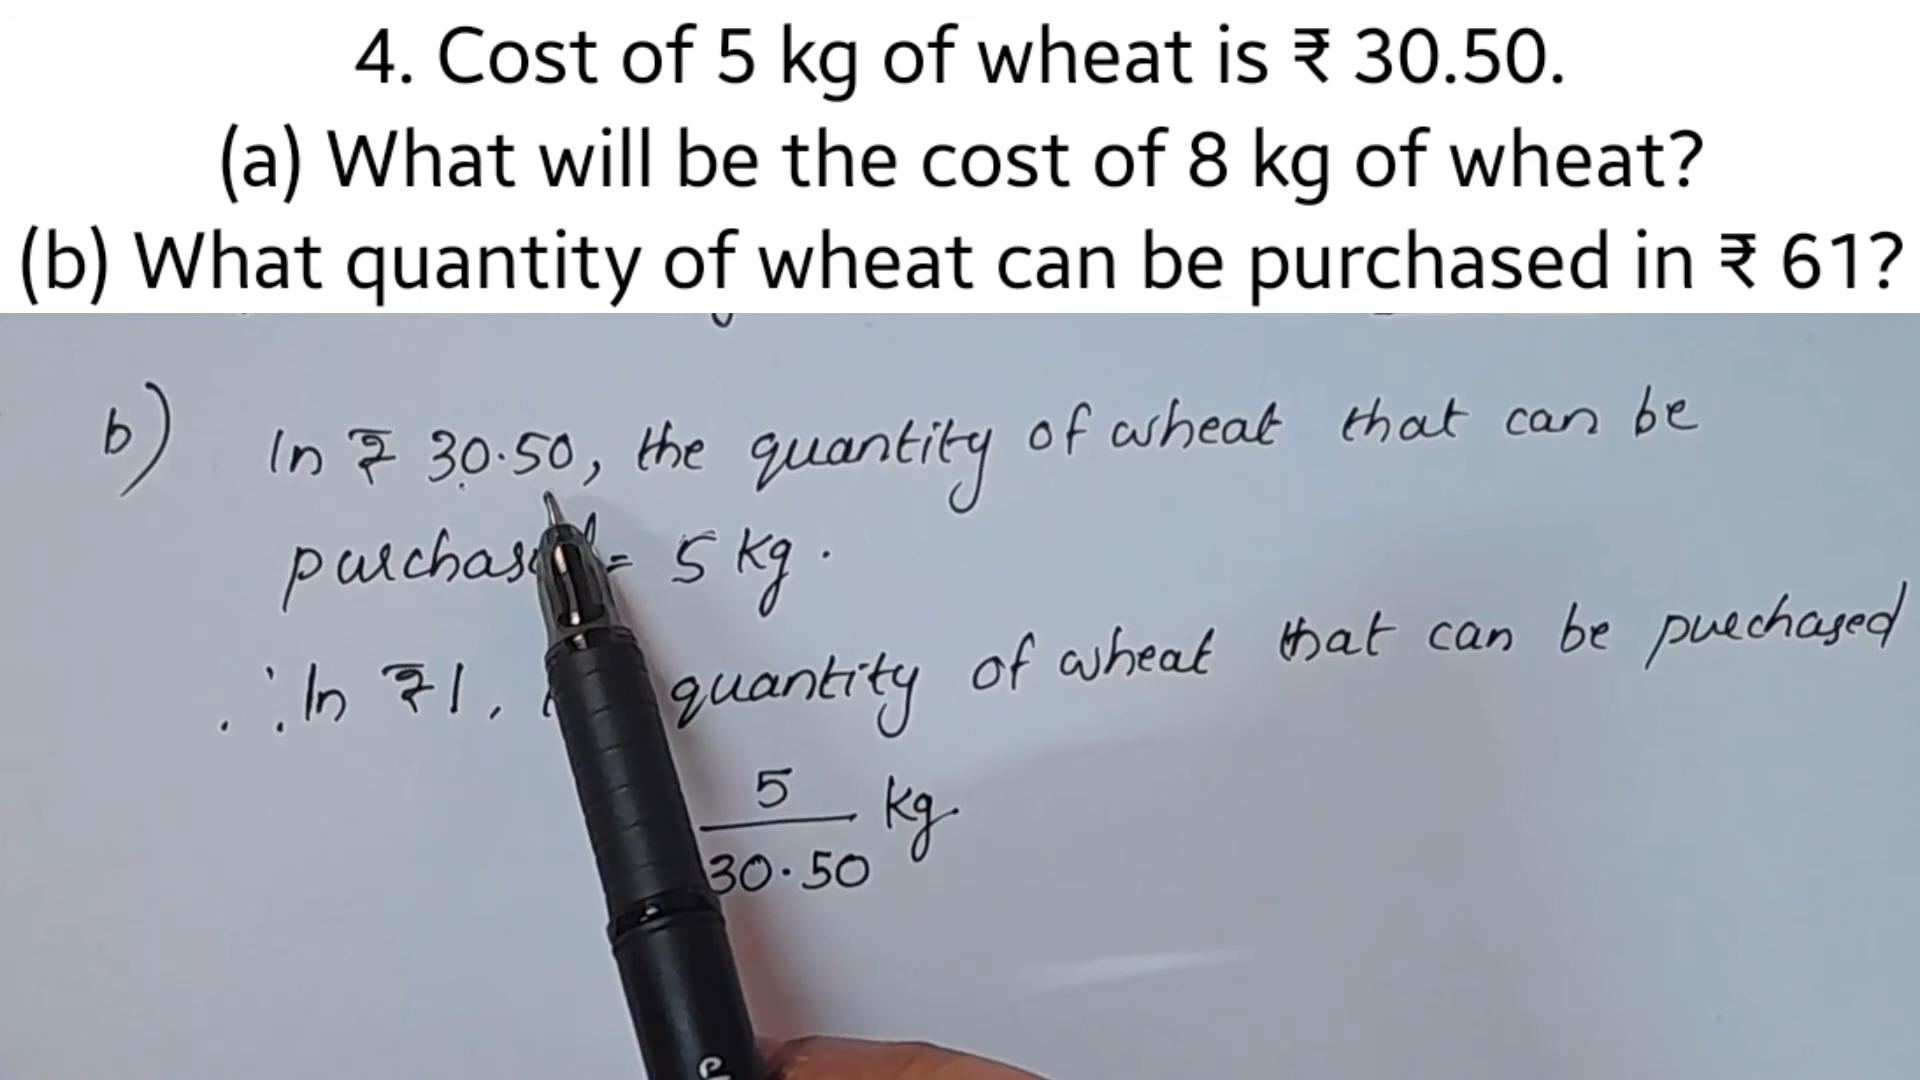 4. Cost of 5 kg of wheat is ₹ 30.50.
(a) What will be the cost of 8 kg of wheat?
(b) What quantity of wheat can be purchased in ₹ 61?
b) In ₹ 30.50, the quantity of wheat that can be
= 5 kg.
∴ In ₹1, quantity of wheat that can be purchased
5/30.50 kg.